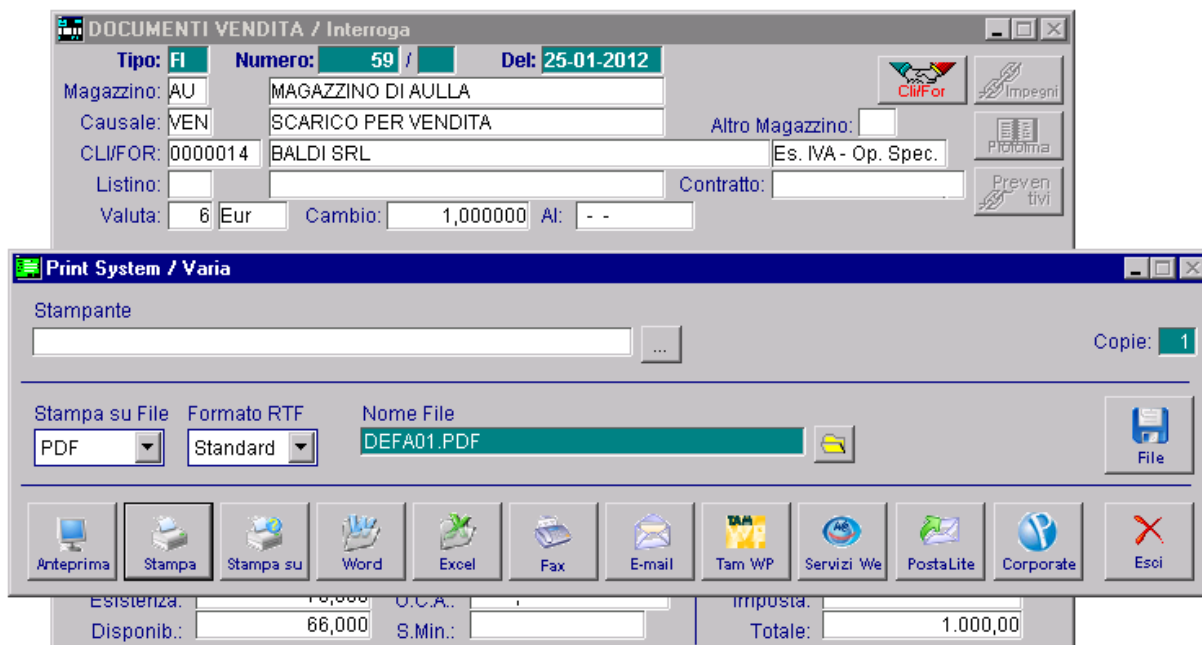 DOCUMENTI VENDITA / Interroga
Tipo: FI Numero: 59 / Del: 25-01-2012
Magazzino: AU MAGAZZINO DI AULLA Cli/For Impegni
Causale: VEN SCARICO PER VENDITA Altro Magazzino: Profoima
CLI/FOR: 0000014 BALDI SRL Es. IVA - Op. Spec.
Listino: Contratto: Preven
tivi
Valuta: 6 Eur Cambio: 1,000000 Al: - -
Print System / Varia
Stampante
... Copie: 1
Stampa su File Formato RTF Nome File
PDF Standard DEFA01.PDF File
Anteprima Stampa Stampa su Word Excel Fax E-mail TAM Tam WP Servizi We PostaLite Corporate Esci
Esistenza: U.C.A.: Imposta:
Disponib.: 66,000 S.Min.: Totale: 1.000,00